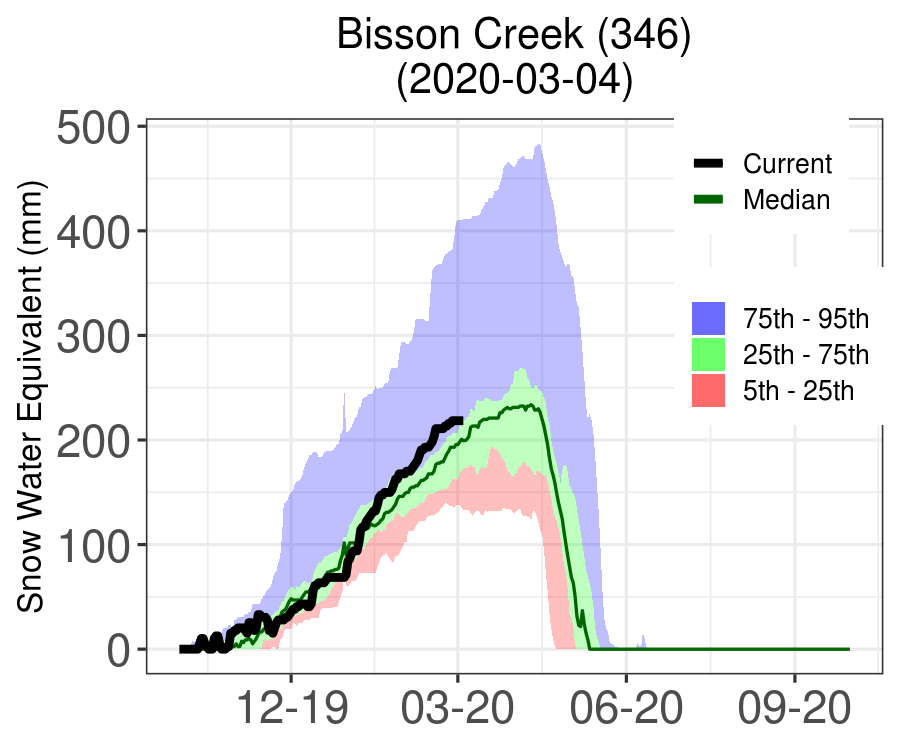 Bisson Creek (346)
(2020-03-04)
Snow Water Equivalent (mm)
500
400
300
200
100
0
12-19
03-20
06-20
09-20
Current
Median
75th - 95th
25th - 75th
5th - 25th